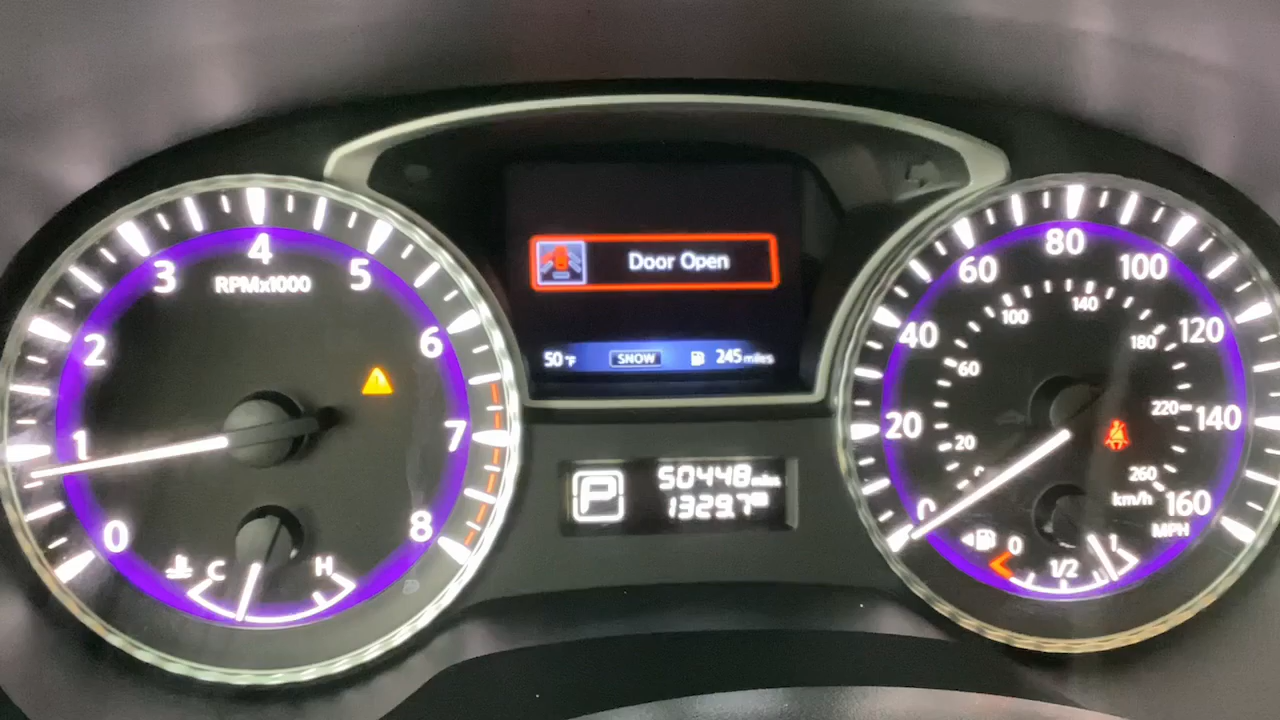 RPMx1000
0
1
2
3
4
5
6
7
8
C
H
Door Open
50°F
SNOW
245 miles
P
50448 miles
1329.7
0
20
40
60
80
100
120
140
160
MPH
20
60
100
140
180
220
260
km/h
0
1/2
1